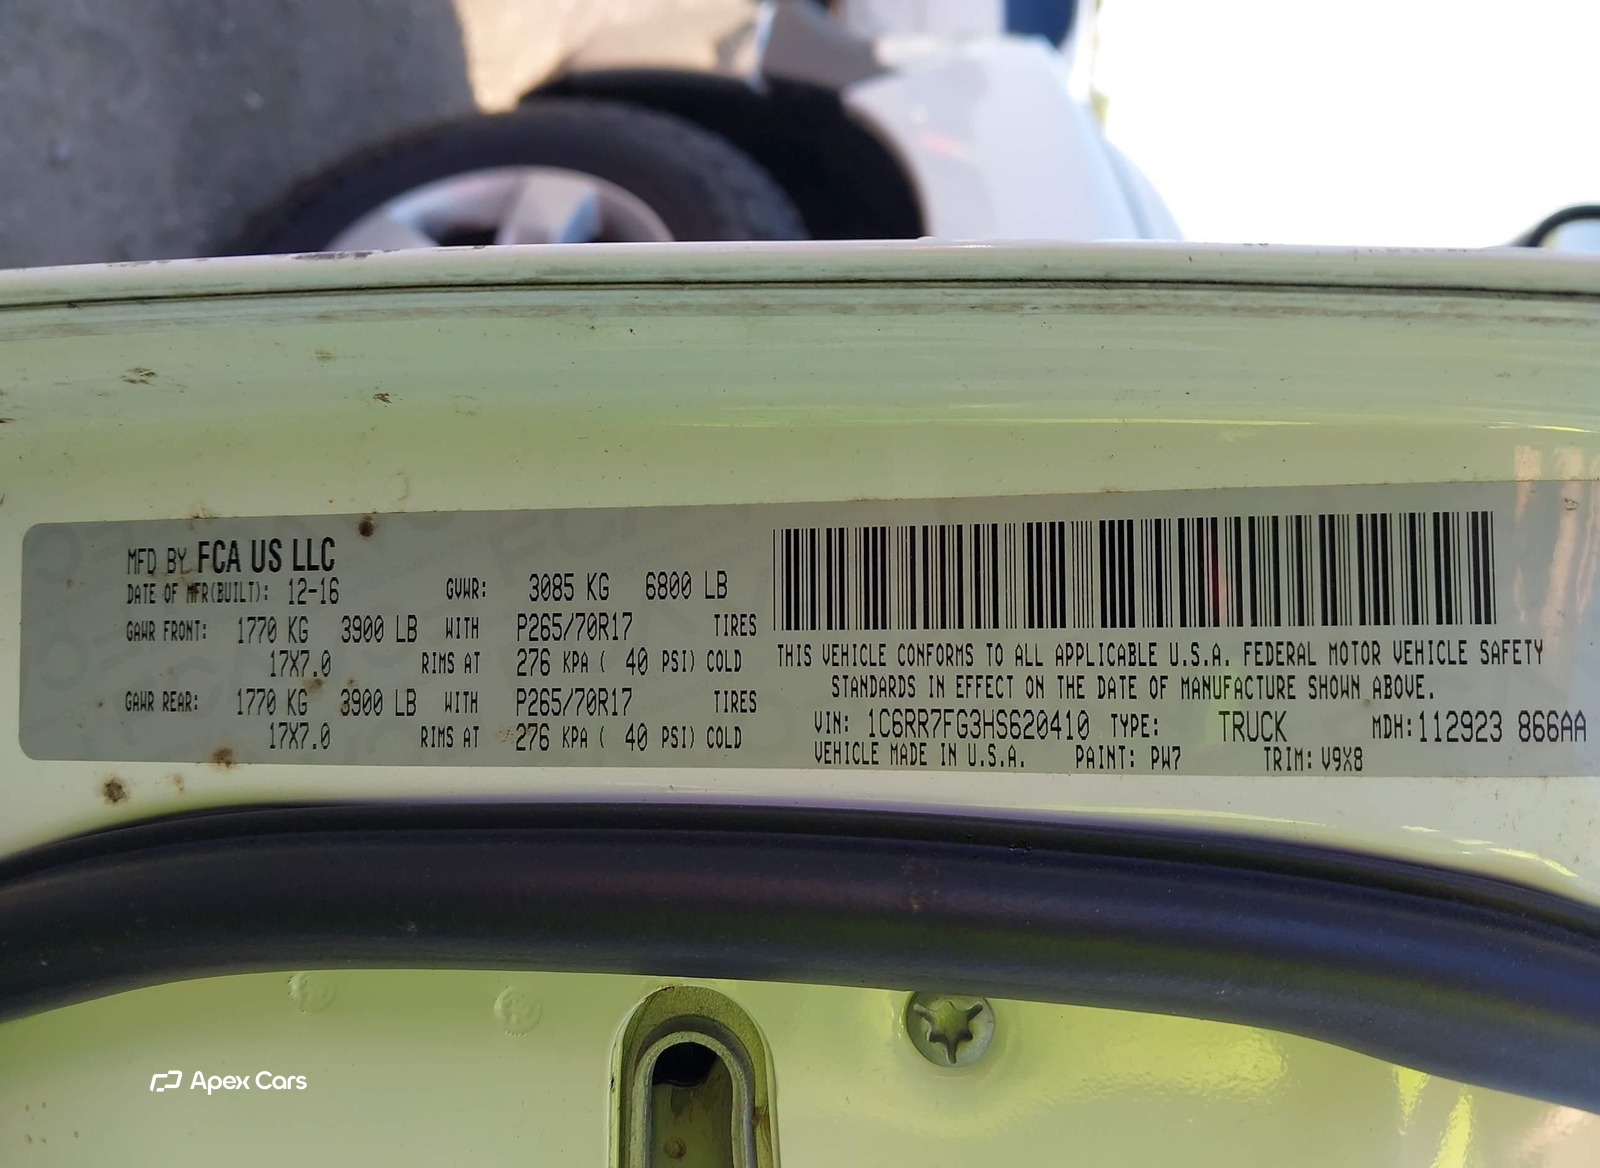 MFD BY FCA US LLC
DATE OF MFR(BUILT): 12-16 GVWR: 3085 KG 6800 LB
GAWR FRONT: 1770 KG 3900 LB WITH P265/70R17 TIRES
17X7.0 RIMS AT 276 KPA ( 40 PSI) COLD
GAWR REAR: 1770 KG 3900 LB WITH P265/70R17 TIRES
17X7.0 RIMS AT 276 KPA ( 40 PSI) COLD
THIS VEHICLE CONFORMS TO ALL APPLICABLE U.S.A. FEDERAL MOTOR VEHICLE SAFETY
STANDARDS IN EFFECT ON THE DATE OF MANUFACTURE SHOWN ABOVE.
VIN: 1C6RR7FG3HS620410 TYPE: TRUCK MDH: 112923 866AA
VEHICLE MADE IN U.S.A. PAINT: PW7 TRIM: V9X8
Apex Cars